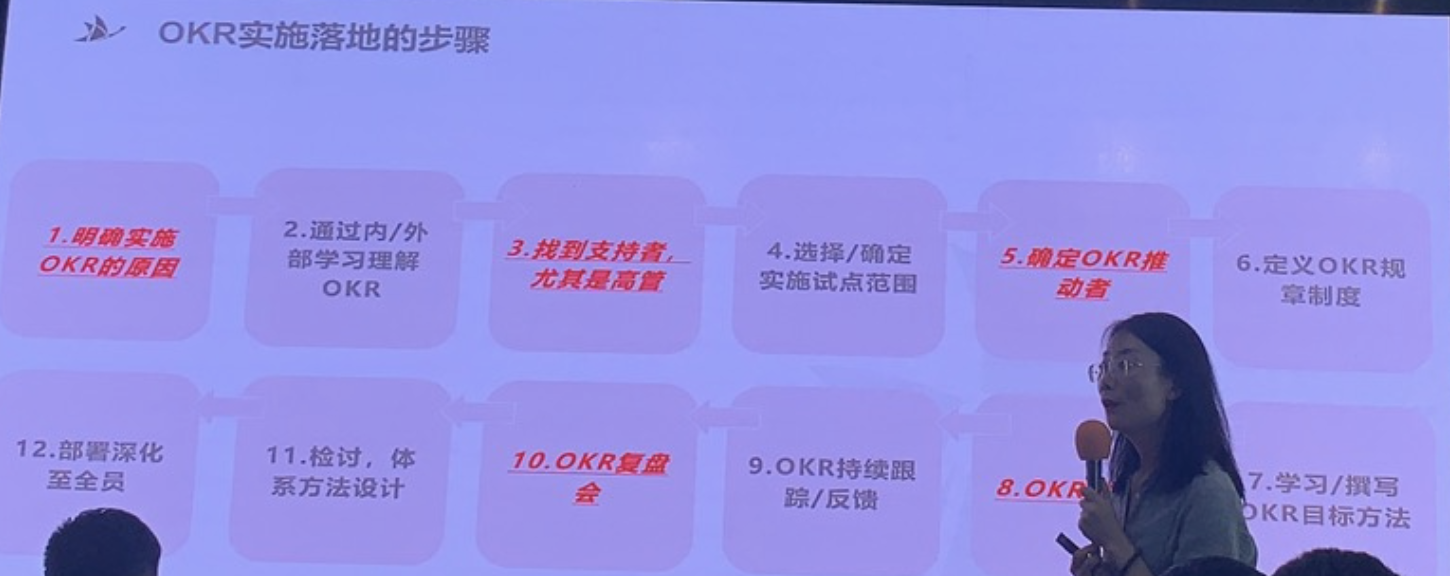 OKR实施落地的步骤
1.明确实施
OKR的原因
2.通过内/外
部学习理解
OKR
3.找到支持者，
尤其是高管
4.选择/确定
实施试点范围
5.确定OKR推
动者
6.定义OKR规
章制度
7.学习/撰写
OKR目标方法
8.OKR
9.OKR持续跟
踪/反馈
10.OKR复盘
会
11.检讨，体
系方法设计
12.部署深化
至全员